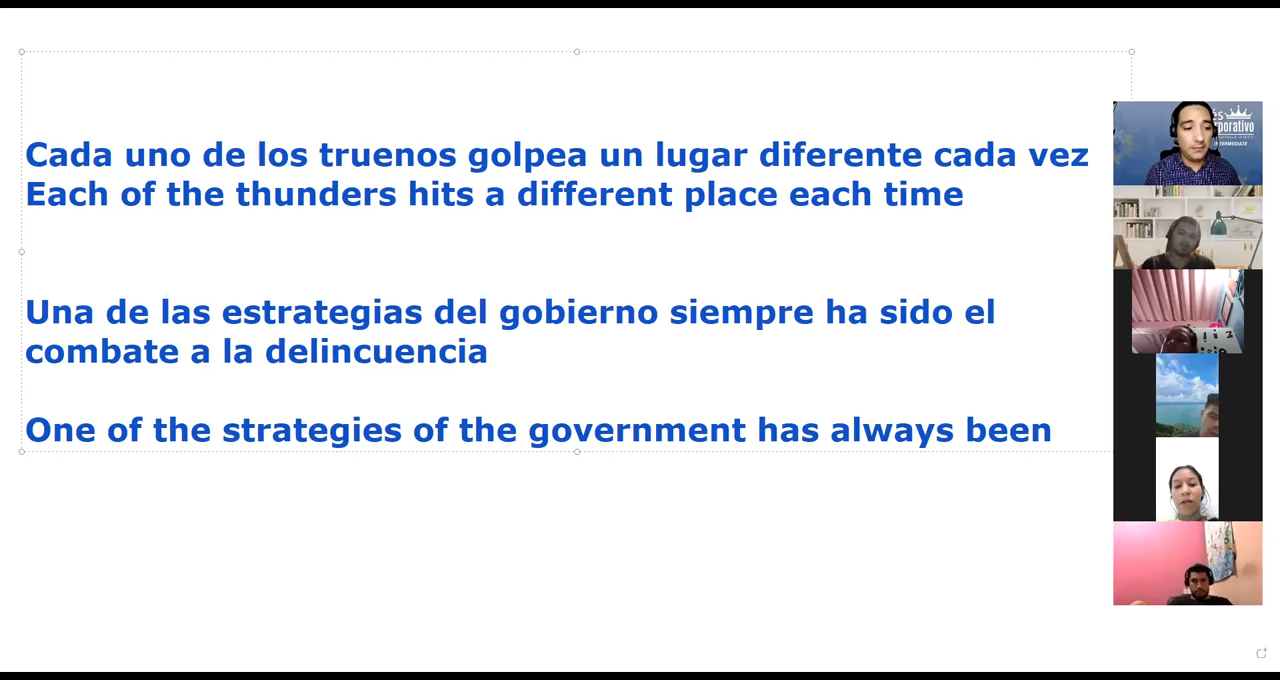 Cada uno de los truenos golpea un lugar diferente cada vez
Each of the thunders hits a different place each time
Una de las estrategias del gobierno siempre ha sido el
combate a la delincuencia
One of the strategies of the government has always been
INTERMEDIATE